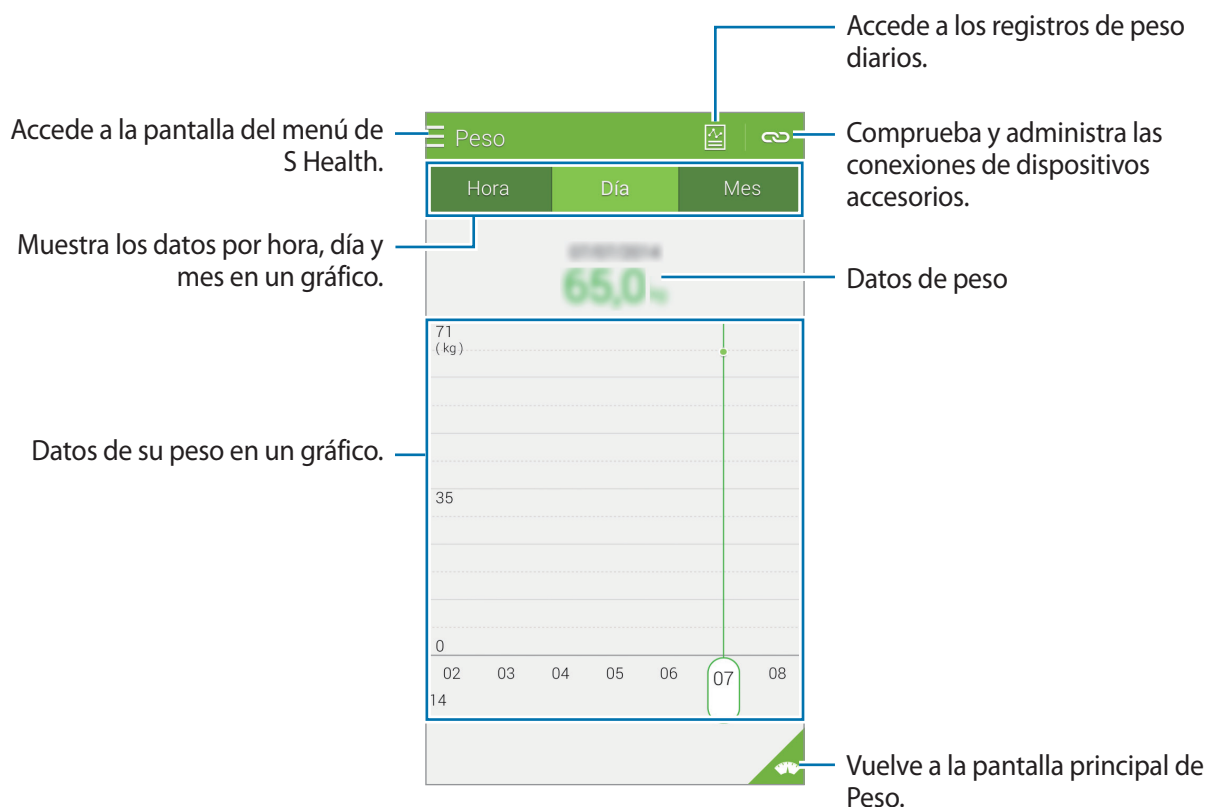 Accede a los registros de peso
diarios.
Accede a la pantalla del menú de
S Health.
Peso
Comprueba y administra las
conexiones de dispositivos
accesorios.
Hora Día Mes
Muestra los datos por hora, día y
mes en un gráfico.
65,0
Datos de peso
71
( kg )
Datos de su peso en un gráfico.
35
0
02 03 04 05 06 07 08
14
Vuelve a la pantalla principal de
Peso.